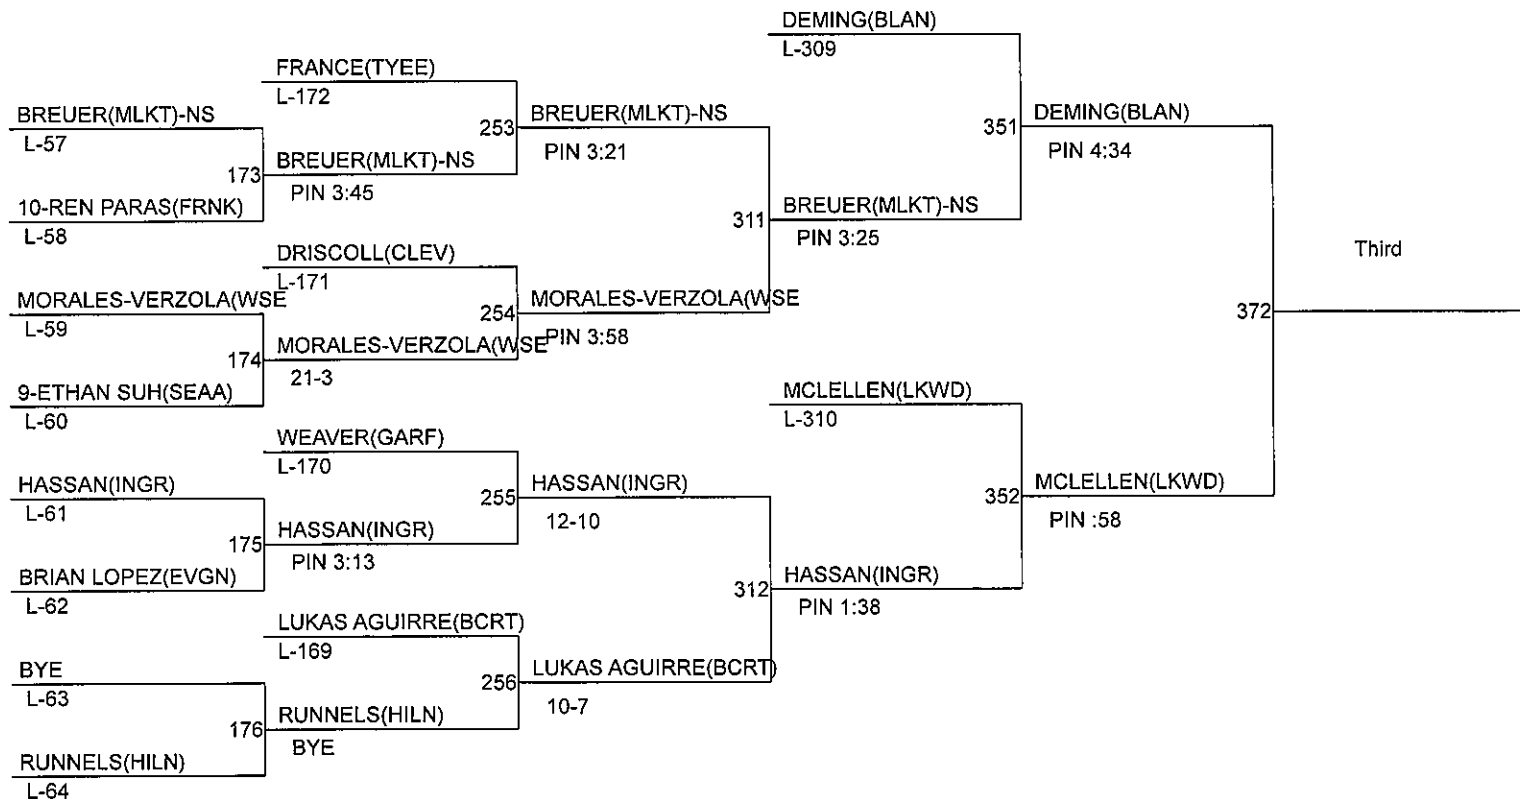 DEMING(BLAN)
L-309
FRANCE(TYEE)
L-172
BREUER(MLKT)-NS
L-57
253
BREUER(MLKT)-NS
PIN 3:21
351
DEMING(BLAN)
PIN 4:34
173
BREUER(MLKT)-NS
PIN 3:45
10-REN PARAS(FRNK)
L-58
311
BREUER(MLKT)-NS
PIN 3:25
Third
DRISCOLL(CLEV)
L-171
MORALES-VERZOLA(WSE
L-59
254
MORALES-VERZOLA(WSE
PIN 3:58
372
174
MORALES-VERZOLA(WSE
21-3
9-ETHAN SUH(SEAA)
L-60
MCLELLEN(LKWD)
L-310
WEAVER(GARF)
L-170
HASSAN(INGR)
L-61
255
HASSAN(INGR)
12-10
352
MCLELLEN(LKWD)
PIN :58
175
HASSAN(INGR)
PIN 3:13
BRIAN LOPEZ(EVGN)
L-62
312
HASSAN(INGR)
PIN 1:38
LUKAS AGUIRRE(BCRT)
L-169
BYE
L-63
256
LUKAS AGUIRRE(BCRT)
10-7
176
RUNNELS(HILN)
BYE
RUNNELS(HILN)
L-64